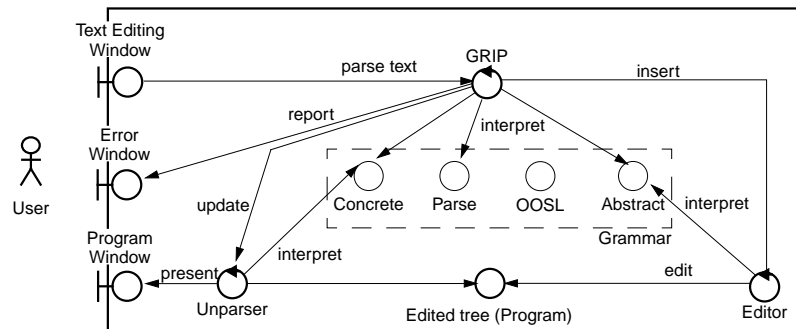 Text Editing
Window
GRIP
parse text
insert
report
Error
Window
interpret
User
Concrete
Parse
OOSL
Abstract
update
interpret
Grammar
Program
Window
interpret
present
edit
Unparser
Edited tree (Program)
Editor